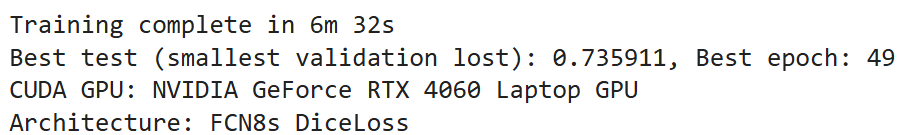 Training complete in 6m 32s
Best test (smallest validation lost): 0.735911, Best epoch: 49
CUDA GPU: NVIDIA GeForce RTX 4060 Laptop GPU
Architecture: FCN8s DiceLoss